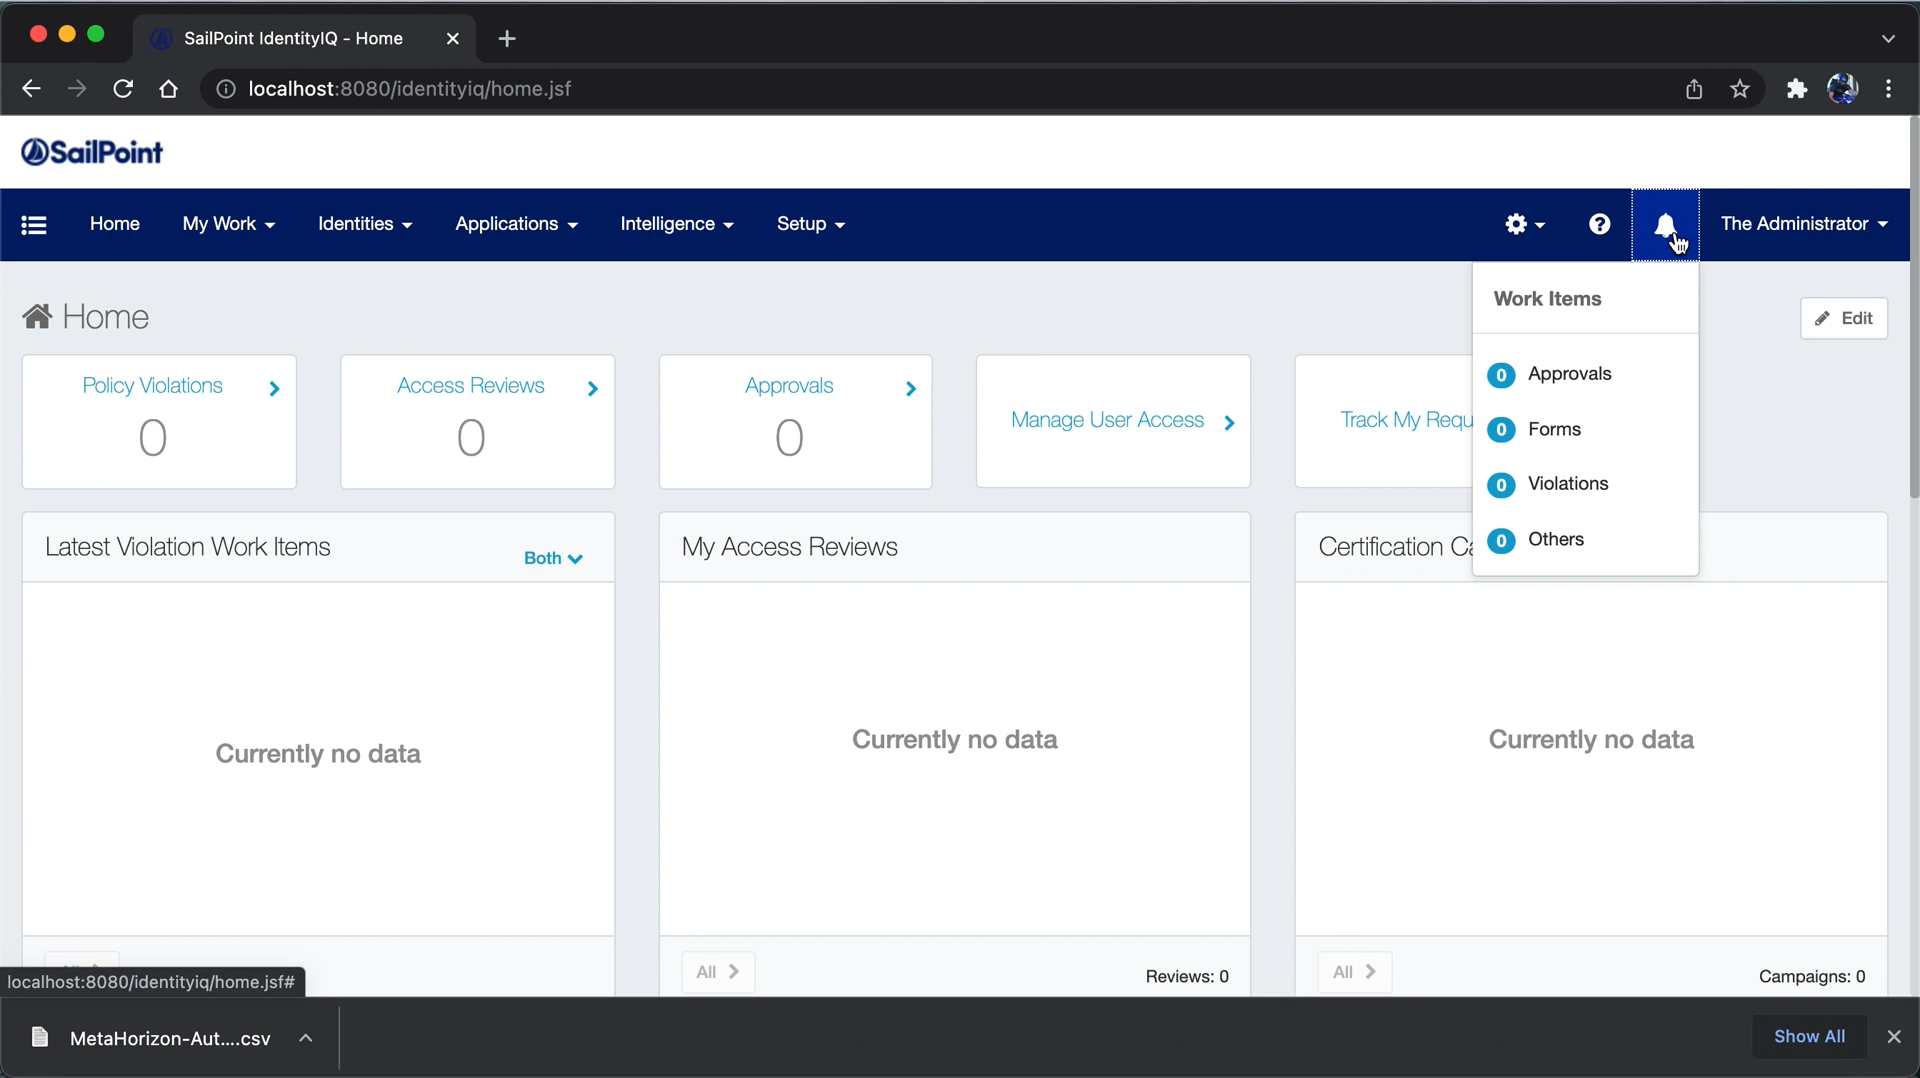 SailPoint IdentityIQ - Home
localhost:8080/identityiq/home.jsf
SailPoint
Home My Work Identities Applications Intelligence Setup The Administrator
Work Items
Home
Edit
Approvals 0
Forms 0
Violations 0
Others 0
Policy Violations
0
Access Reviews
0
Approvals
0
Manage User Access
Track My Requ
Latest Violation Work Items
Both
Currently no data
My Access Reviews
Currently no data
All
Reviews: 0
Certification Ca
Currently no data
All
Campaigns: 0
localhost:8080/identityiq/home.jsf#
MetaHorizon-Aut....csv
Show All